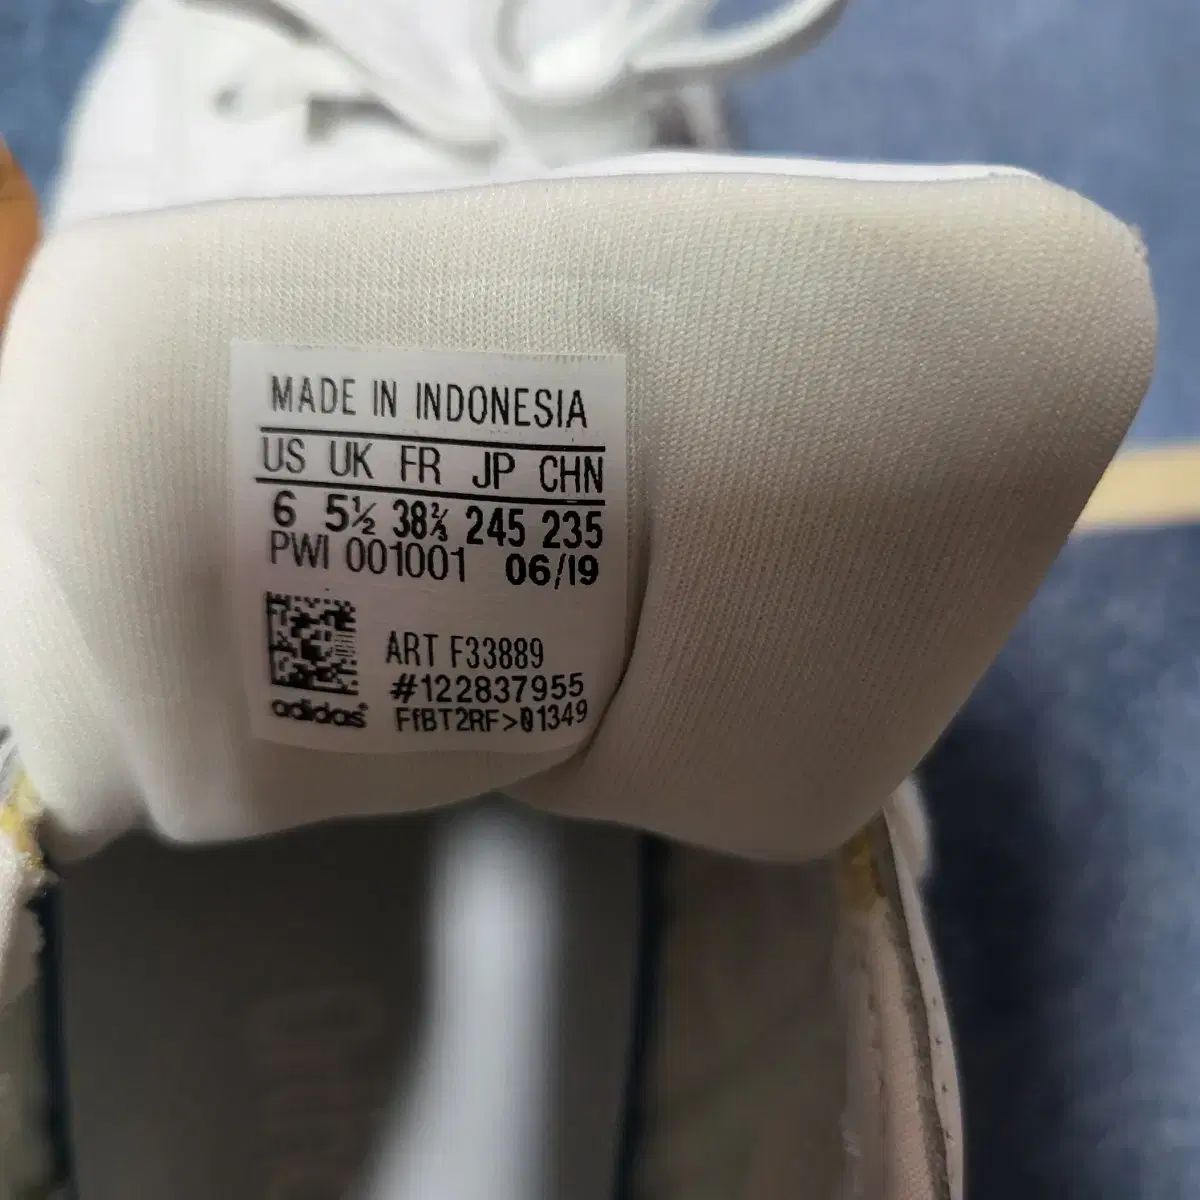 MADE IN INDONESIA
US UK FR JP CHN
6 5½ 38⅔ 245 235
PWI 001001 06/19
ART F33889
#122837955
adidas FfBT2RF>01349